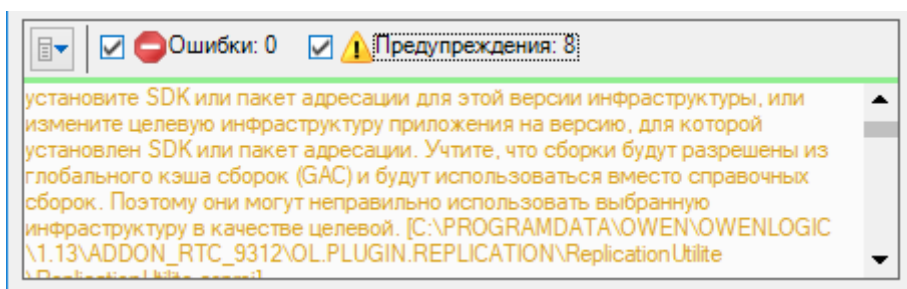 Ошибки: 0 Предупреждения: 8
установите SDK или пакет адресации для этой версии инфраструктуры, или
измените целевую инфраструктуру приложения на версию, для которой
установлен SDK или пакет адресации. Учтите, что сборки будут разрешены из
глобального кэша сборок (GAC) и будут использоваться вместо справочных
сборок. Поэтому они могут неправильно использовать выбранную
инфраструктуру в качестве целевой. [C:\PROGRAMDATA\OWEN\OWENLOGIC
\1.13\ADDON_RTC_9312\OL.PLUGIN.REPLICATION\ReplicationUtilite